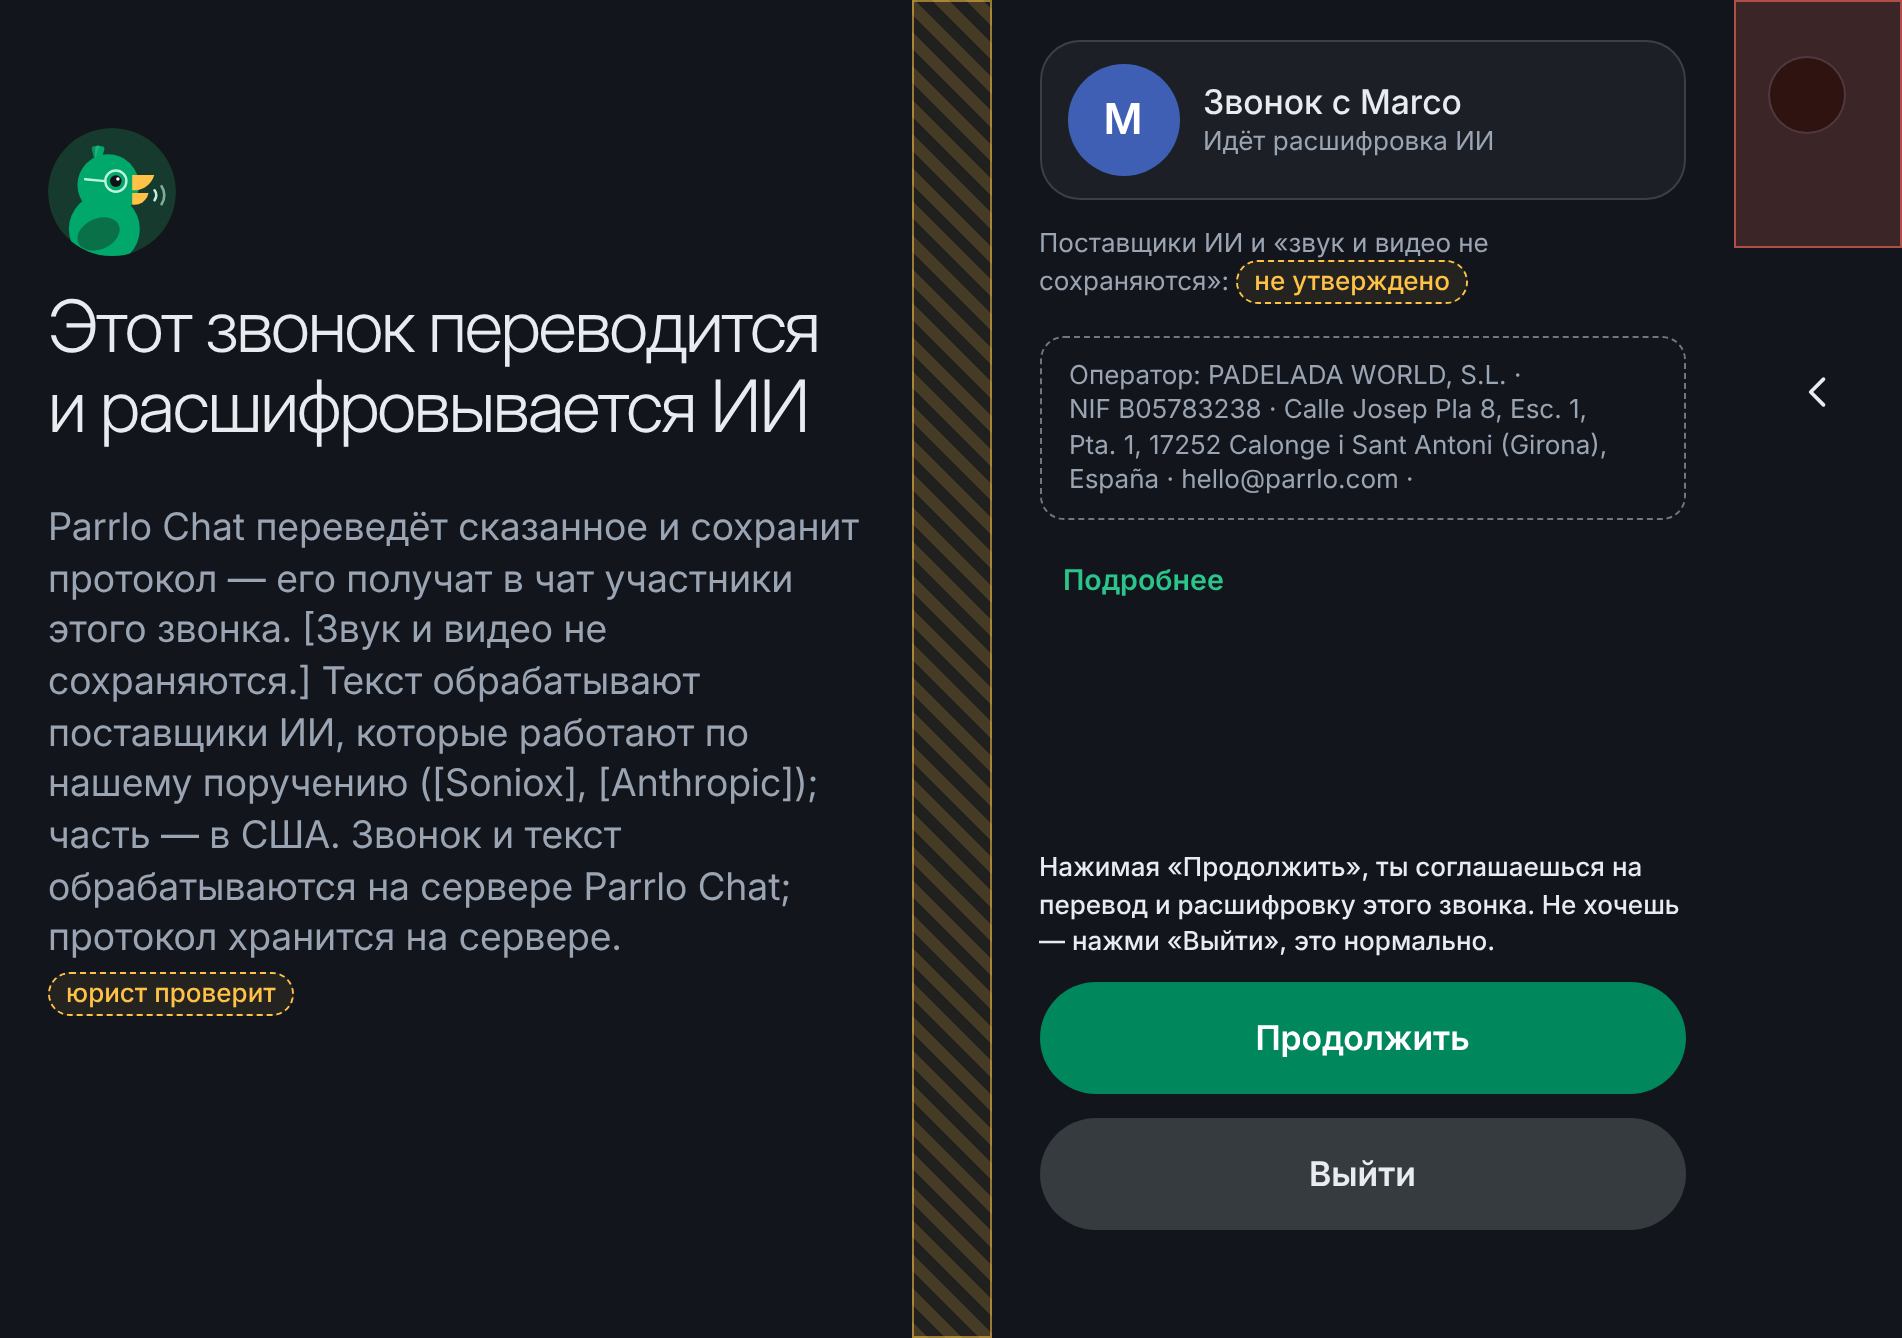 Этот звонок переводится
и расшифровывается ИИ
Parrlo Chat переведёт сказанное и сохранит
протокол — его получат в чат участники
этого звонка. [Звук и видео не
сохраняются.] Текст обрабатывают
поставщики ИИ, которые работают по
нашему поручению ([Soniox], [Anthropic]);
часть — в США. Звонок и текст
обрабатываются на сервере Parrlo Chat;
протокол хранится на сервере.
юрист проверит
M
Звонок с Marco
Идёт расшифровка ИИ
Поставщики ИИ и «звук и видео не
сохраняются»: не утверждено
Оператор: PADELADA WORLD, S.L. ·
NIF B05783238 · Calle Josep Pla 8, Esc. 1,
Pta. 1, 17252 Calonge i Sant Antoni (Girona),
España · hello@parrlo.com ·
Подробнее
Нажимая «Продолжить», ты соглашаешься на
перевод и расшифровку этого звонка. Не хочешь
— нажми «Выйти», это нормально.
Продолжить
Выйти